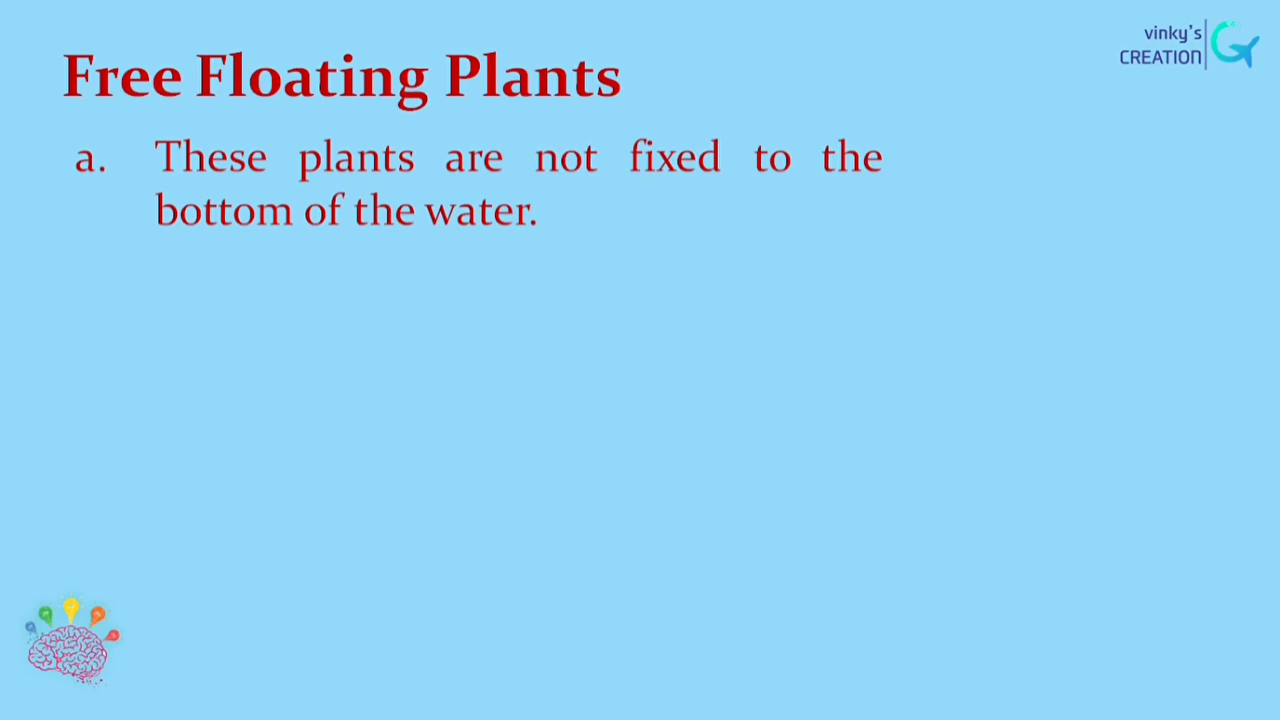 vinky's
CREATION
Free Floating Plants
a. These plants are not fixed to the
bottom of the water.